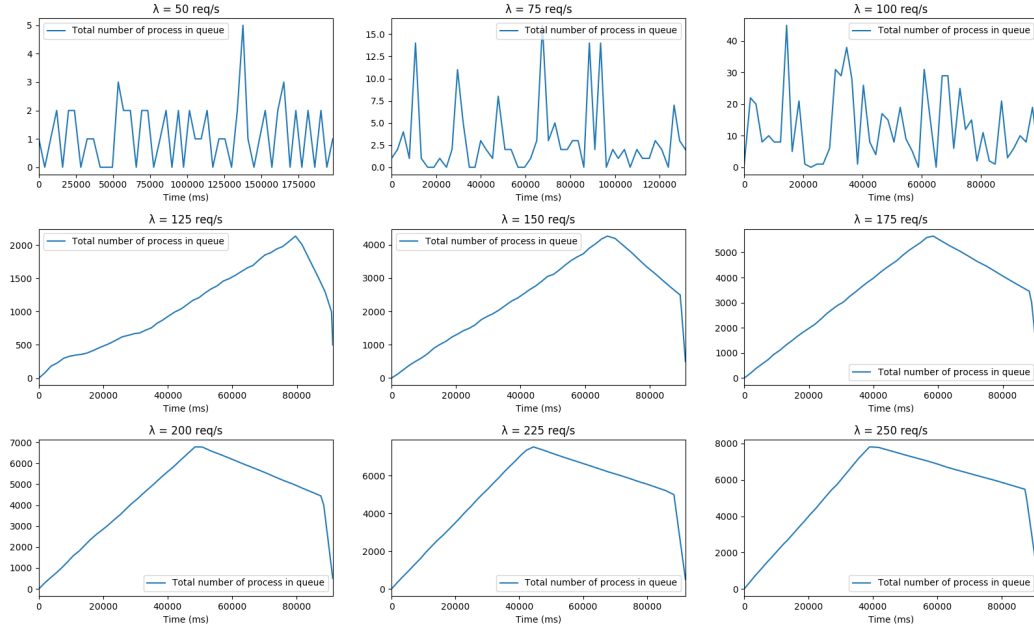 λ = 50 req/s
Total number of process in queue
5
4
3
2
1
0
0 25000 50000 75000 100000 125000 150000 175000
Time (ms)
λ = 75 req/s
Total number of process in queue
15.0
12.5
10.0
7.5
5.0
2.5
0.0
0 20000 40000 60000 80000 100000 120000
Time (ms)
λ = 100 req/s
Total number of process in queue
40
30
20
10
0
0 20000 40000 60000 80000
Time (ms)
λ = 125 req/s
Total number of process in queue
2000
1500
1000
500
0
0 20000 40000 60000 80000
Time (ms)
λ = 150 req/s
Total number of process in queue
4000
3000
2000
1000
0
0 20000 40000 60000 80000
Time (ms)
λ = 175 req/s
5000
4000
3000
2000
1000
0
Total number of process in queue
0 20000 40000 60000 80000
Time (ms)
λ = 200 req/s
7000
6000
5000
4000
3000
2000
1000
0
Total number of process in queue
0 20000 40000 60000 80000
Time (ms)
λ = 225 req/s
6000
4000
2000
0
Total number of process in queue
0 20000 40000 60000 80000
Time (ms)
λ = 250 req/s
8000
6000
4000
2000
0
Total number of process in queue
0 20000 40000 60000 80000
Time (ms)